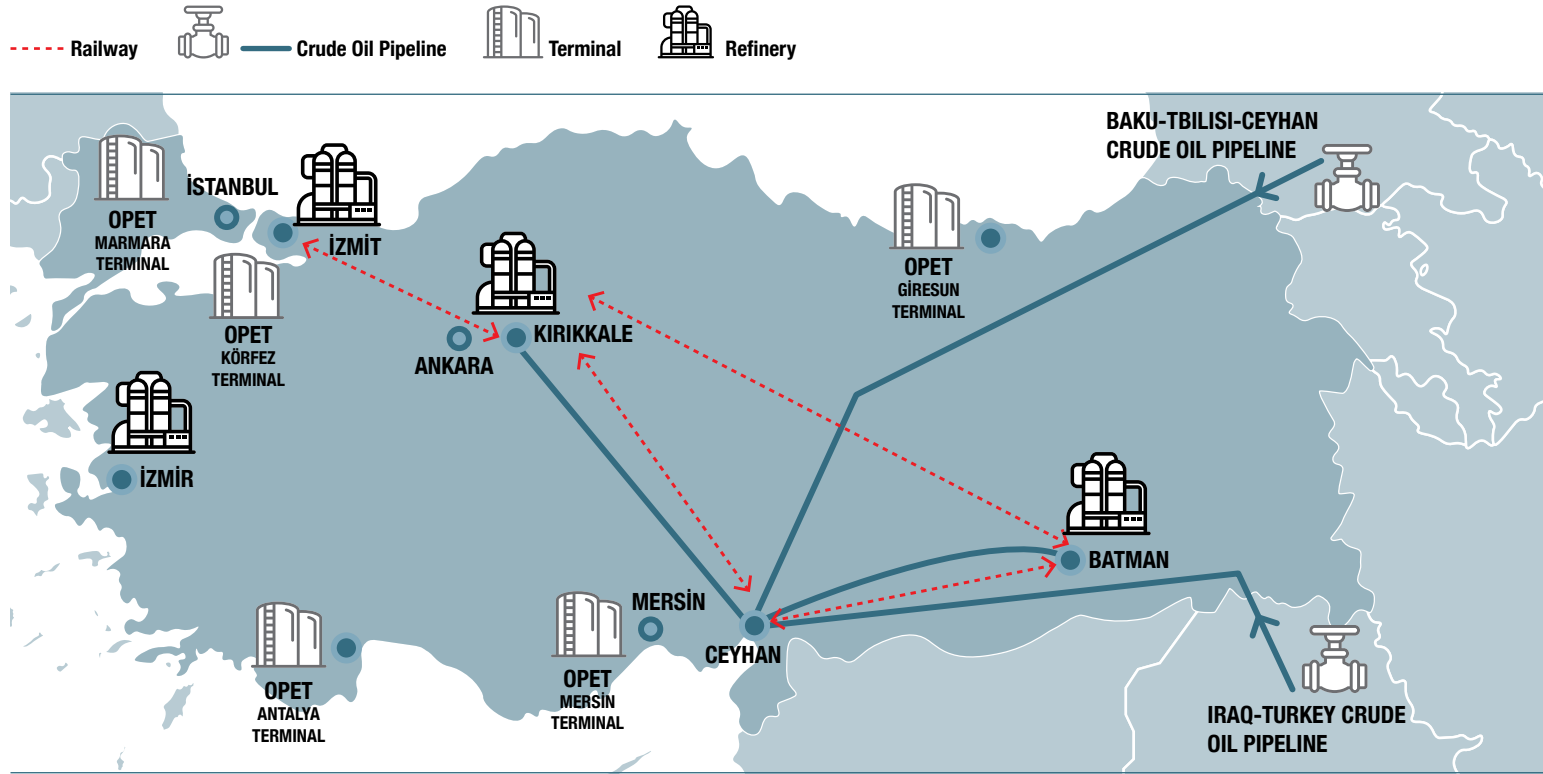 Railway
Crude Oil Pipeline
Terminal
Refinery
BAKU-TBILISI-CEYHAN
CRUDE OIL PIPELINE
İSTANBUL
OPET
MARMARA
TERMINAL
İZMİT
OPET
KÖRFEZ
TERMINAL
KIRIKKALE
ANKARA
OPET
GİRESUN
TERMINAL
İZMİR
BATMAN
MERSİN
CEYHAN
OPET
ANTALYA
TERMINAL
OPET
MERSİN
TERMINAL
IRAQ-TURKEY CRUDE
OIL PIPELINE